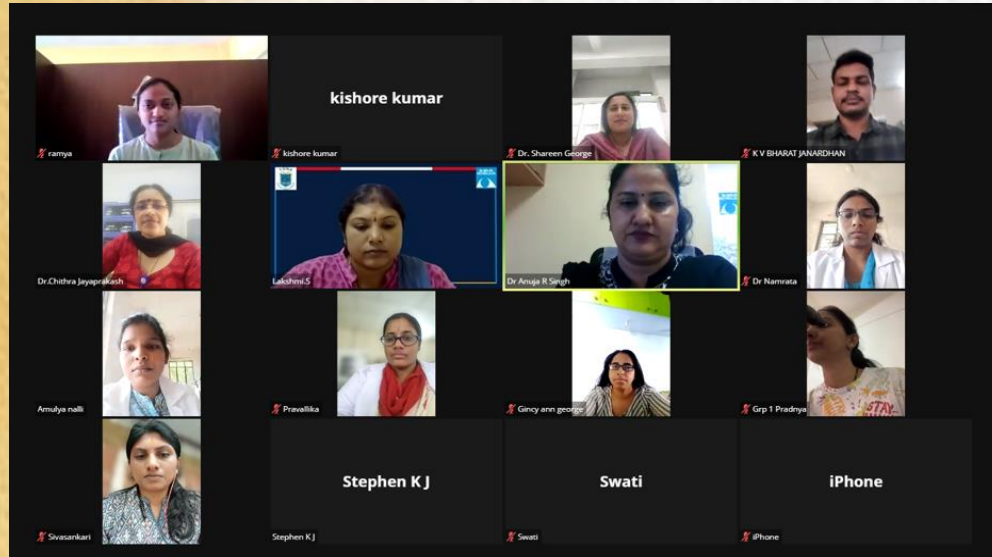 ramya
kishore kumar
kishore kumar
Dr. Shareen George
K V BHARAT JANARDHAN
Dr.Chithra Jayaprakash
Lakshmi.S
Dr Anuja R Singh
Dr Namrata
Amulya nalli
Pravallika
Gincy ann george
Grp 1 Pradnya
STAY
Sivasankari
Stephen K J
Stephen K J
Swati
Swati
iPhone
iPhone